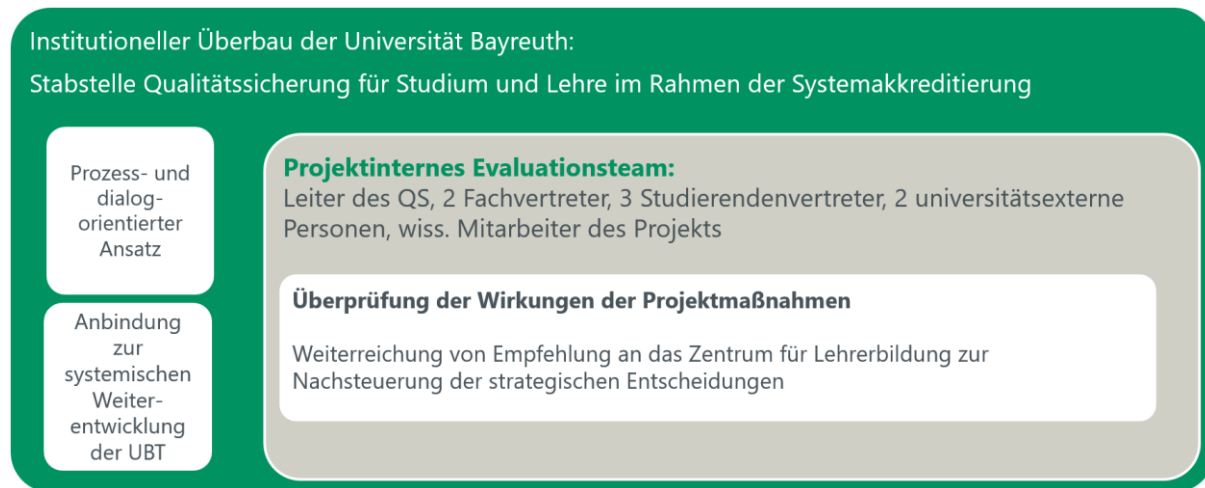 Institutioneller Überbau der Universität Bayreuth:
Stabstelle Qualitätssicherung für Studium und Lehre im Rahmen der Systemakkreditierung
Prozess- und
dialog-
orientierter
Ansatz
Anbindung
zur
systemischen
Weiter-
entwicklung
der UBT
Projektinternes Evaluationsteam:
Leiter des QS, 2 Fachvertreter, 3 Studierendenvertreter, 2 universitätsexterne
Personen, wiss. Mitarbeiter des Projekts
Überprüfung der Wirkungen der Projektmaßnahmen
Weiterreichung von Empfehlung an das Zentrum für Lehrerbildung zur
Nachsteuerung der strategischen Entscheidungen